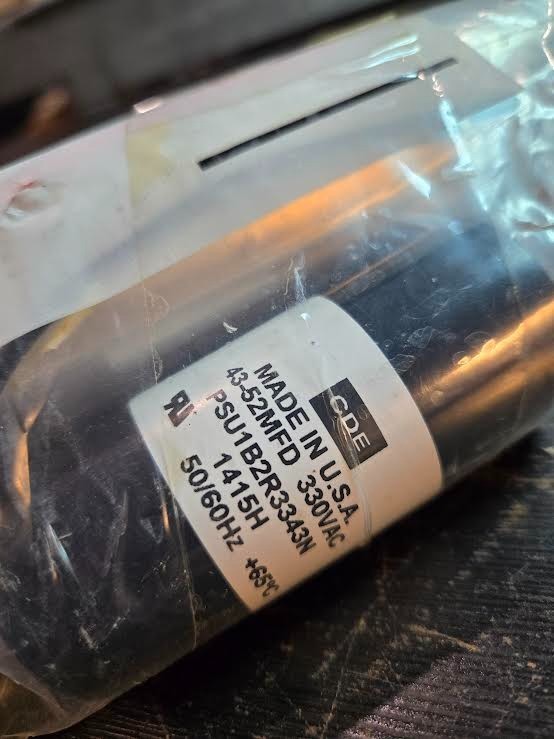 CDE
MADE IN U.S.A.
43-52MFD 330VAC
PSU1B2R3343N
1415H
50/60HZ +65°C